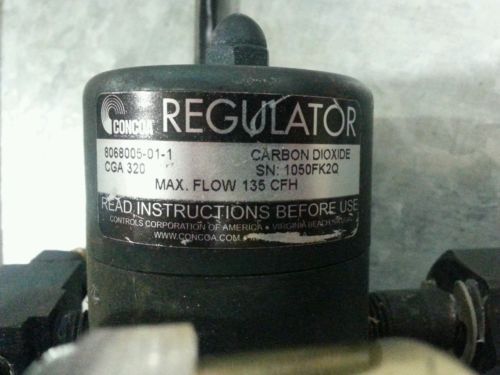 CONCOA REGULATOR
8068005-01-1 CARBON DIOXIDE
CGA 320 SN: 1050FK2Q
MAX. FLOW 135 CFH
READ INSTRUCTIONS BEFORE USE
CONTROLS CORPORATION OF AMERICA • VIRGINIA BEACH
WWW.CONCOA.COM •